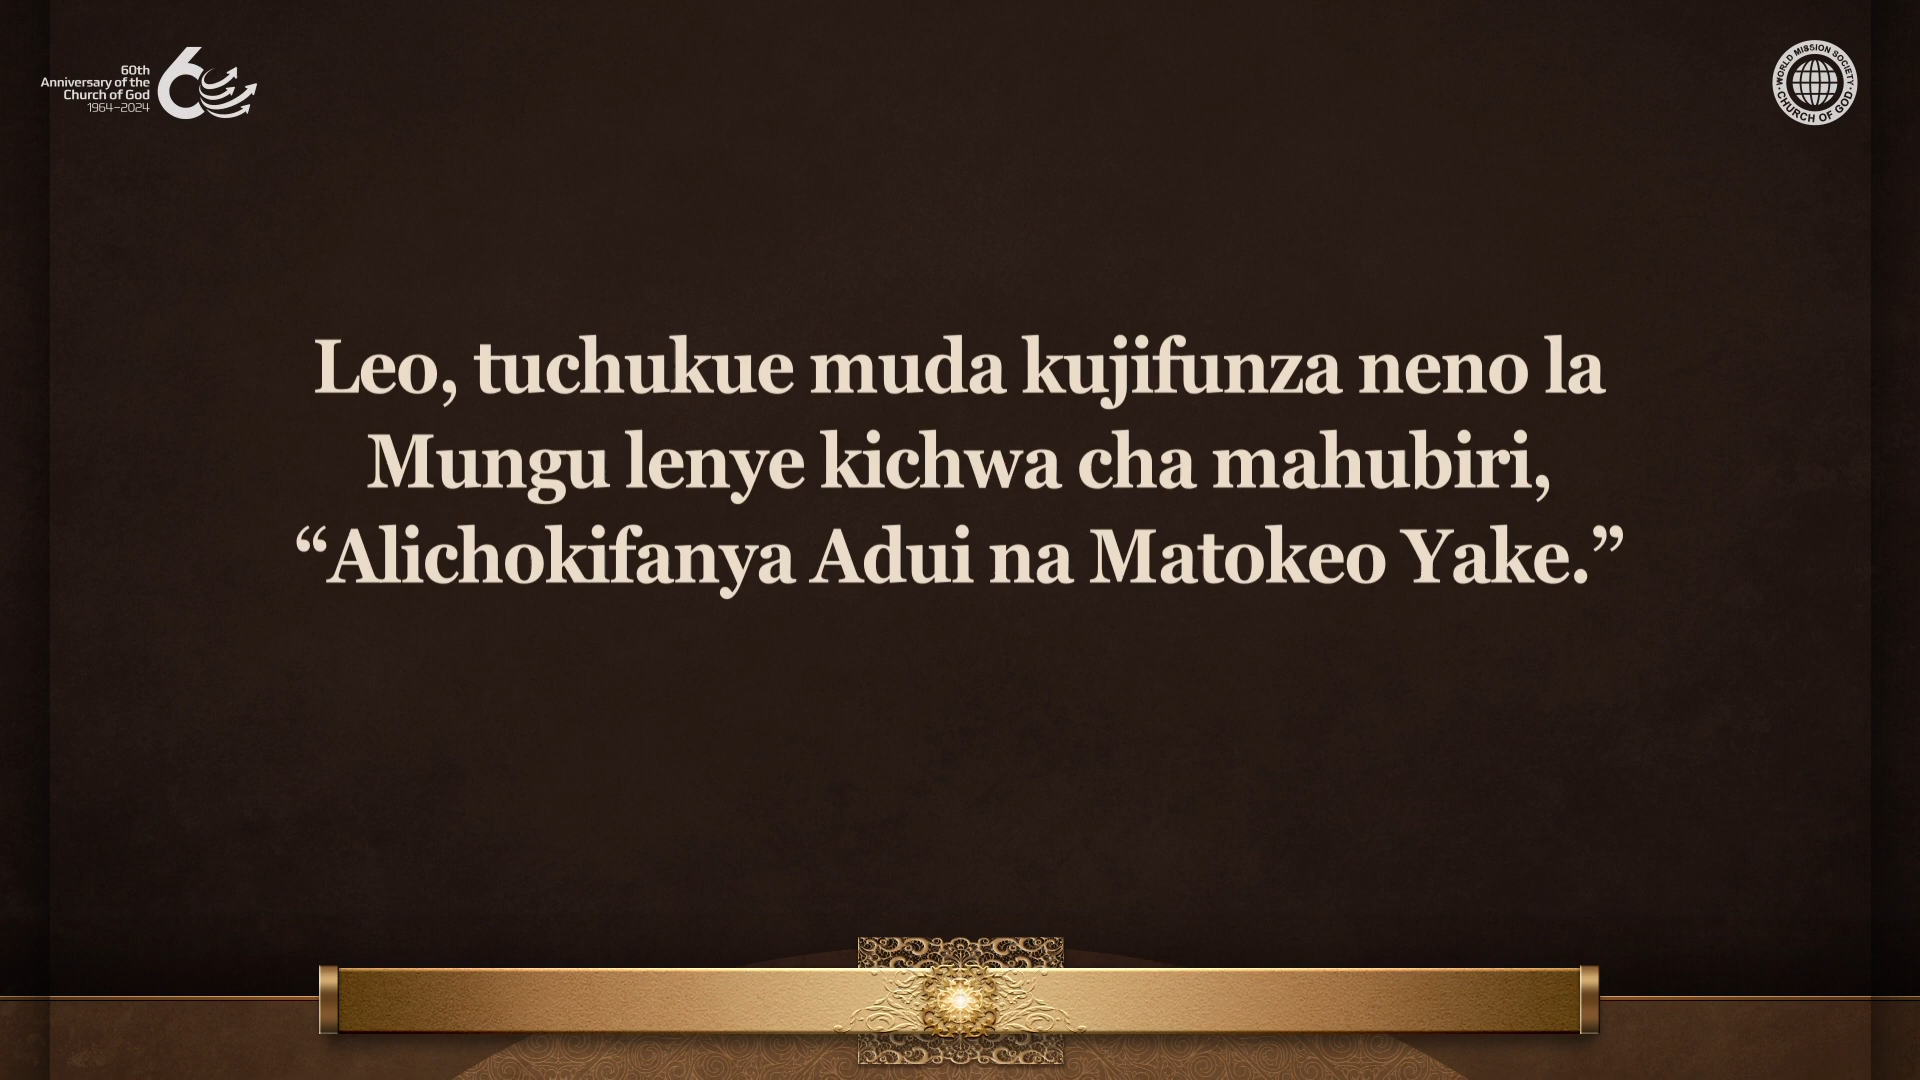 60th
Anniversary of the
Church of God
1964–2024
60
WORLD MISSION SOCIETY
CHURCH OF GOD
Leo, tuchukue muda kujifunza neno la
Mungu lenye kichwa cha mahubiri,
“Alichokifanya Adui na Matokeo Yake.”